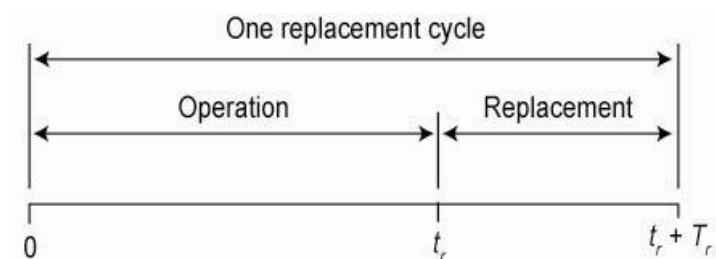 One replacement cycle
Operation Replacement
0 tᵣ tᵣ + Tᵣ